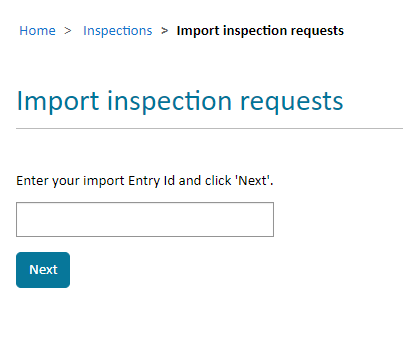 Home > Inspections > Import inspection requests
Import inspection requests
Enter your import Entry Id and click 'Next'.
Next